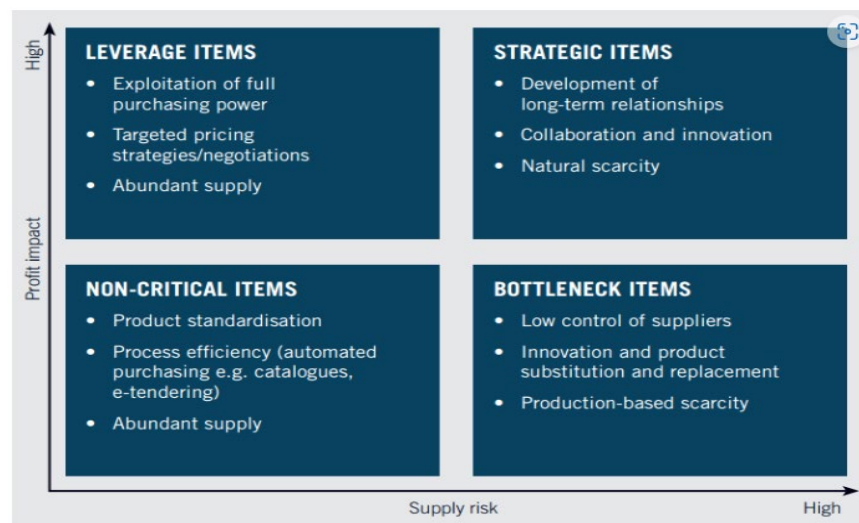 High
Profit impact
LEVERAGE ITEMS
• Exploitation of full
purchasing power
• Targeted pricing
strategies/negotiations
• Abundant supply
STRATEGIC ITEMS
• Development of
long-term relationships
• Collaboration and innovation
• Natural scarcity
NON-CRITICAL ITEMS
• Product standardisation
• Process efficiency (automated
purchasing e.g. catalogues,
e-tendering)
• Abundant supply
BOTTLENECK ITEMS
• Low control of suppliers
• Innovation and product
substitution and replacement
• Production-based scarcity
Supply risk
High